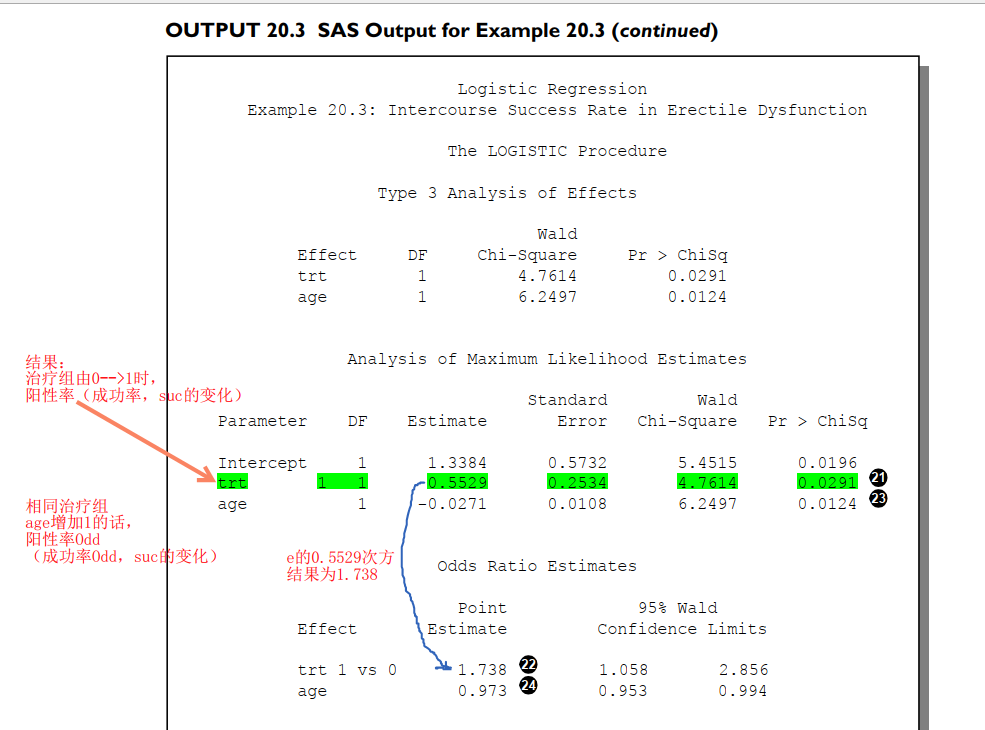 OUTPUT 20.3 SAS Output for Example 20.3 (continued)
Logistic Regression
Example 20.3: Intercourse Success Rate in Erectile Dysfunction
The LOGISTIC Procedure
Type 3 Analysis of Effects
Wald
Effect DF Chi-Square Pr > ChiSq
trt 1 4.7614 0.0291
age 1 6.2497 0.0124
结果:
治疗组由0-->1时，
阳性率（成功率，suc的变化）
Analysis of Maximum Likelihood Estimates
Standard Wald
Parameter DF Estimate Error Chi-Square Pr > ChiSq
Intercept 1 1.3384 0.5732 5.4515 0.0196
trt 1 1 0.5529 0.2534 4.7614 0.0291 21
age 1 -0.0271 0.0108 6.2497 0.0124 23
相同治疗组
age增加1的话，
阳性率Odd
（成功率Odd，suc的变化）
e的0.5529次方
结果为1.738
Odds Ratio Estimates
Point 95% Wald
Effect Estimate Confidence Limits
trt 1 vs 0 1.738 22 1.058 2.856
age 0.973 24 0.953 0.994